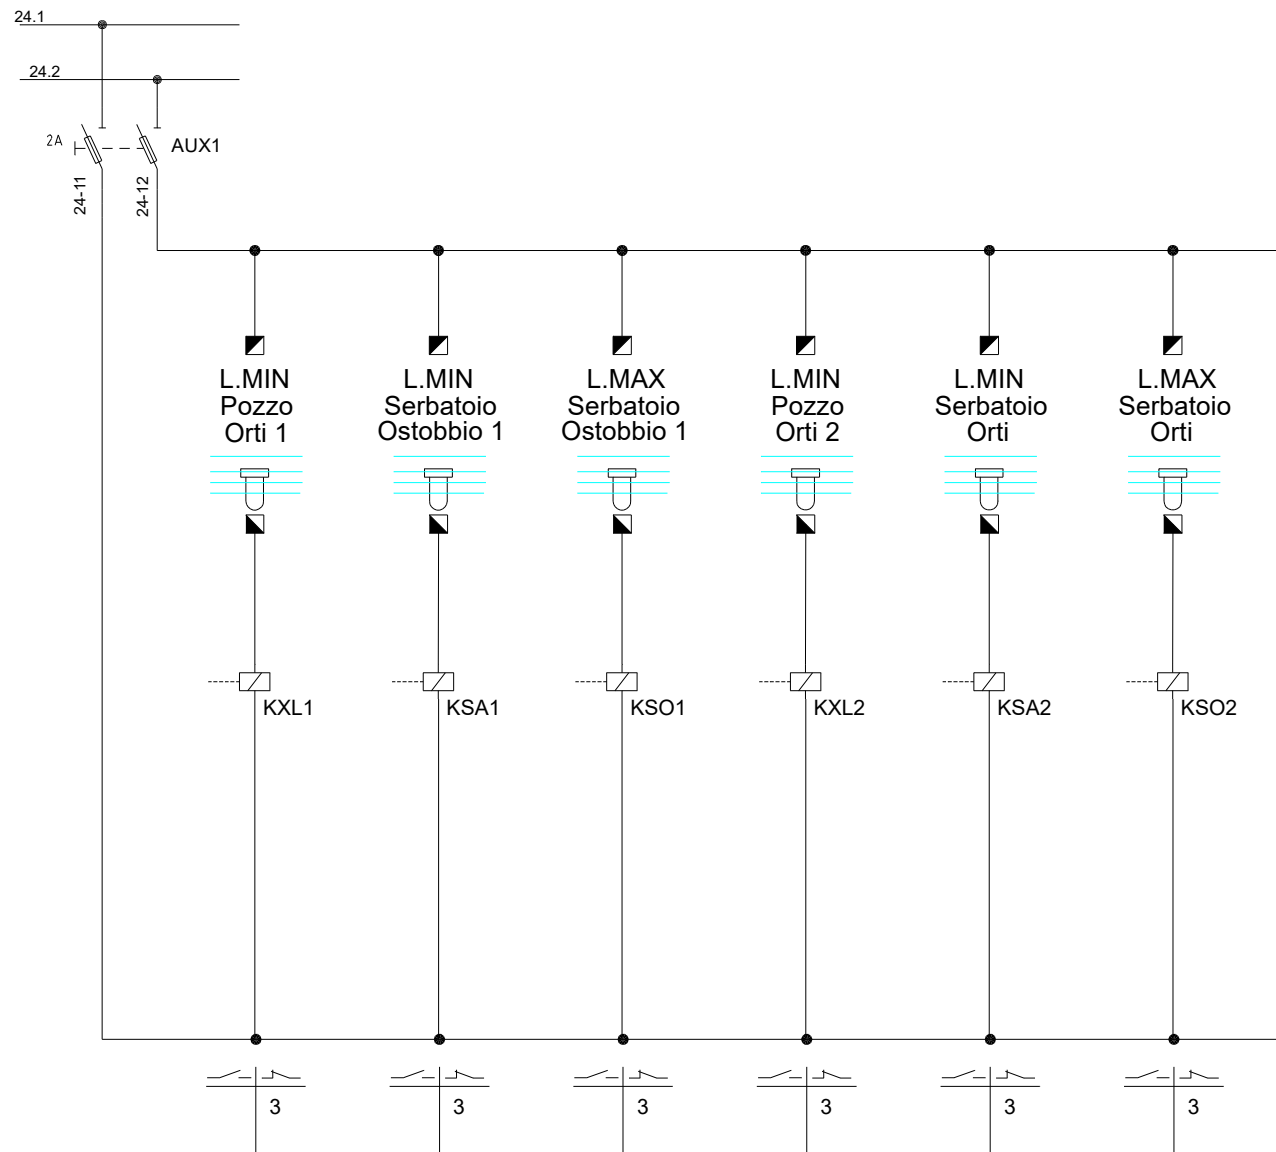 24.1
24.2
2A
AUX1
24-11
24-12
L.MIN
Pozzo
Orti 1
L.MIN
Serbatoio
Ostobbio 1
L.MAX
Serbatoio
Ostobbio 1
L.MIN
Pozzo
Orti 2
L.MIN
Serbatoio
Orti
L.MAX
Serbatoio
Orti
KXL1
KSA1
KSO1
KXL2
KSA2
KSO2
3
3
3
3
3
3